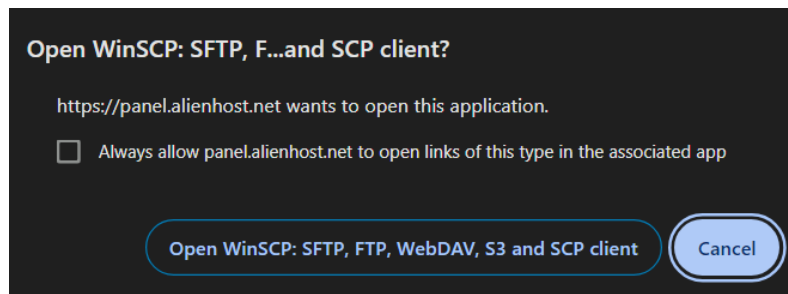 Open WinSCP: SFTP, F...and SCP client?
https://panel.alienhost.net wants to open this application.
Always allow panel.alienhost.net to open links of this type in the associated app
Open WinSCP: SFTP, FTP, WebDAV, S3 and SCP client
Cancel